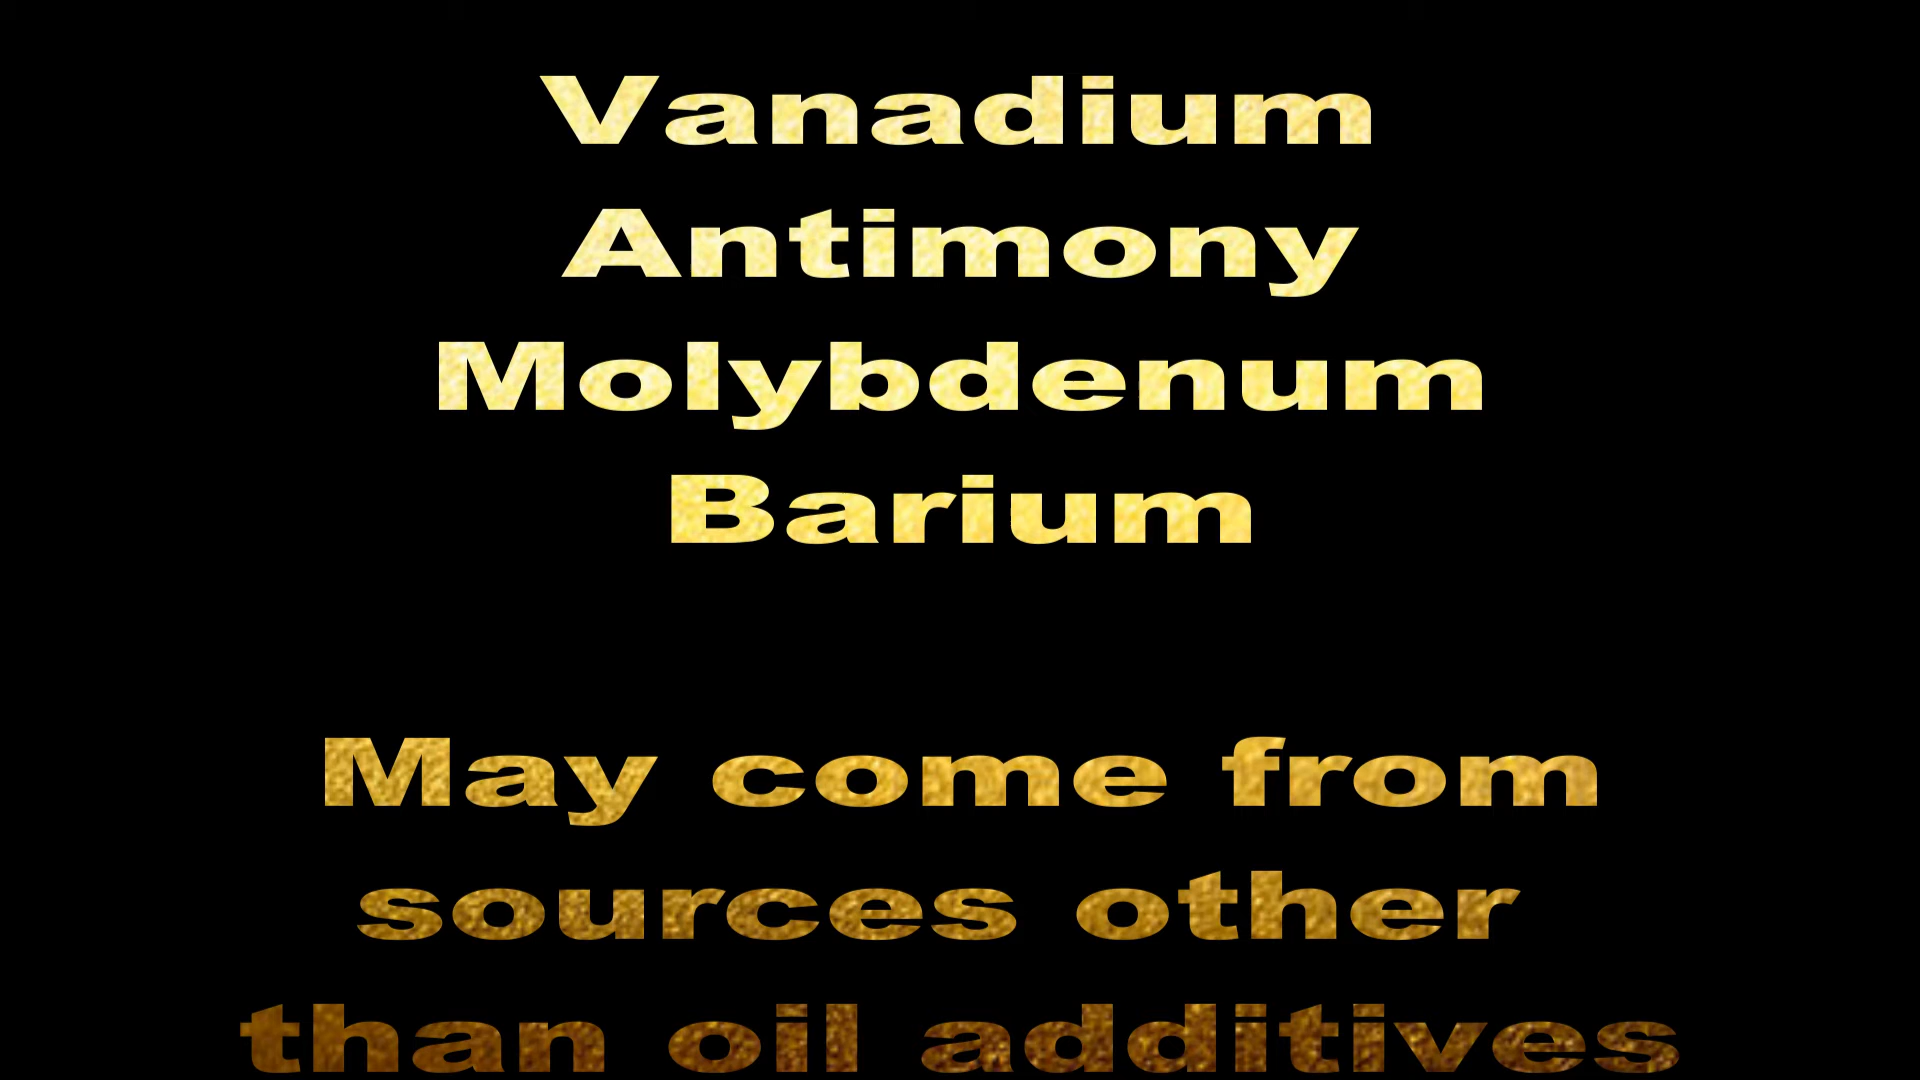 Vanadium
Antimony
Molybdenum
Barium
May come from
sources other
than oil additives